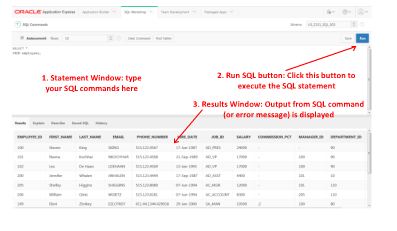 ORACLE Application Express Application Builder SQL Workshop Team Development Packaged Apps
SQL Commands Schema
Autocommit Rows 10 Clear Command Find Tables Save Run
SELECT *
FROM employees;
1. Statement Window: type
your SQL commands here
2. Run SQL button: Click this button to
execute the SQL statement
3. Results Window: Output from SQL command
(or error message) is displayed
Results Explain Describe Saved SQL History
EMPLOYEE_ID FIRST_NAME LAST_NAME EMAIL PHONE_NUMBER HIRE_DATE JOB_ID SALARY COMMISSION_PCT MANAGER_ID DEPARTMENT_ID
100 Steven King SKING 515.123.4567 17-Jun-1987 AD_PRES 24000 - - 90
101 Neena Kochhar NKOCHHAR 515.123.4568 21-Sep-1989 AD_VP 17000 - 100 90
102 Lex De Haan LDEHAAN 515.123.4569 13-Jan-1993 AD_VP 17000 - 100 90
200 Jennifer Whalen JWHALEN 515.123.4444 17-Sep-1987 AD_ASST 4400 - 101 10
205 Shelley Higgins SHIGGINS 515.123.8080 07-Jun-1994 AC_MGR 12000 - 101 110
206 William Gietz WGIETZ 515.123.8181 07-Jun-1994 AC_ACCOUNT 8300 - 205 110
149 Eleni Zlotkey EZLOTKEY 011.44.1344.429018 29-Jan-2000 SA_MAN 10500 .2 100 80